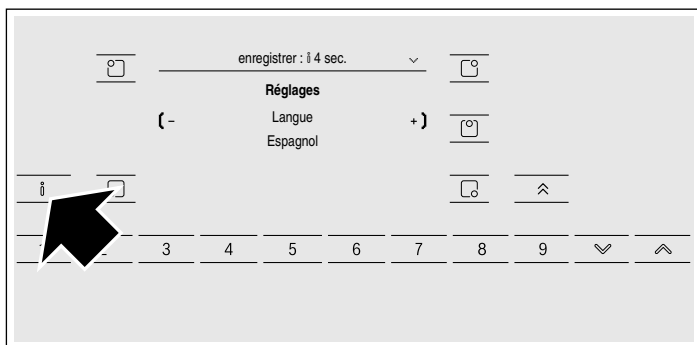 enregistrer : i 4 sec.
Réglages
Langue
- +
Espagnol
i
3 4 5 6 7 8 9